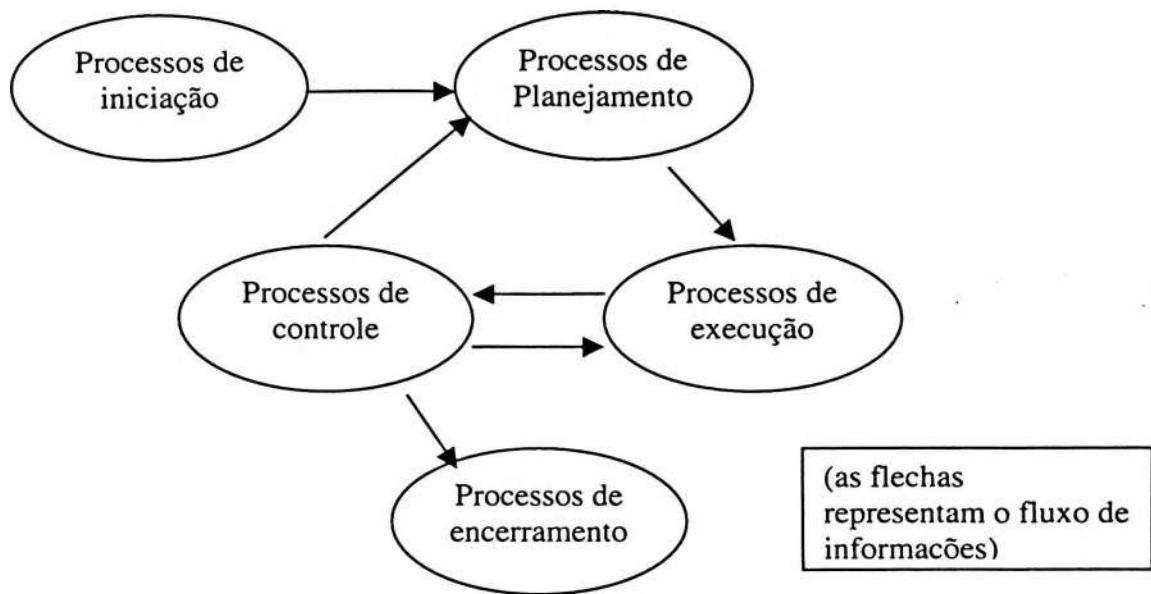 Processos de
iniciação
Processos de
Planejamento
Processos de
controle
Processos de
execução
Processos de
encerramento
(as flechas
representam o fluxo de
informacões)